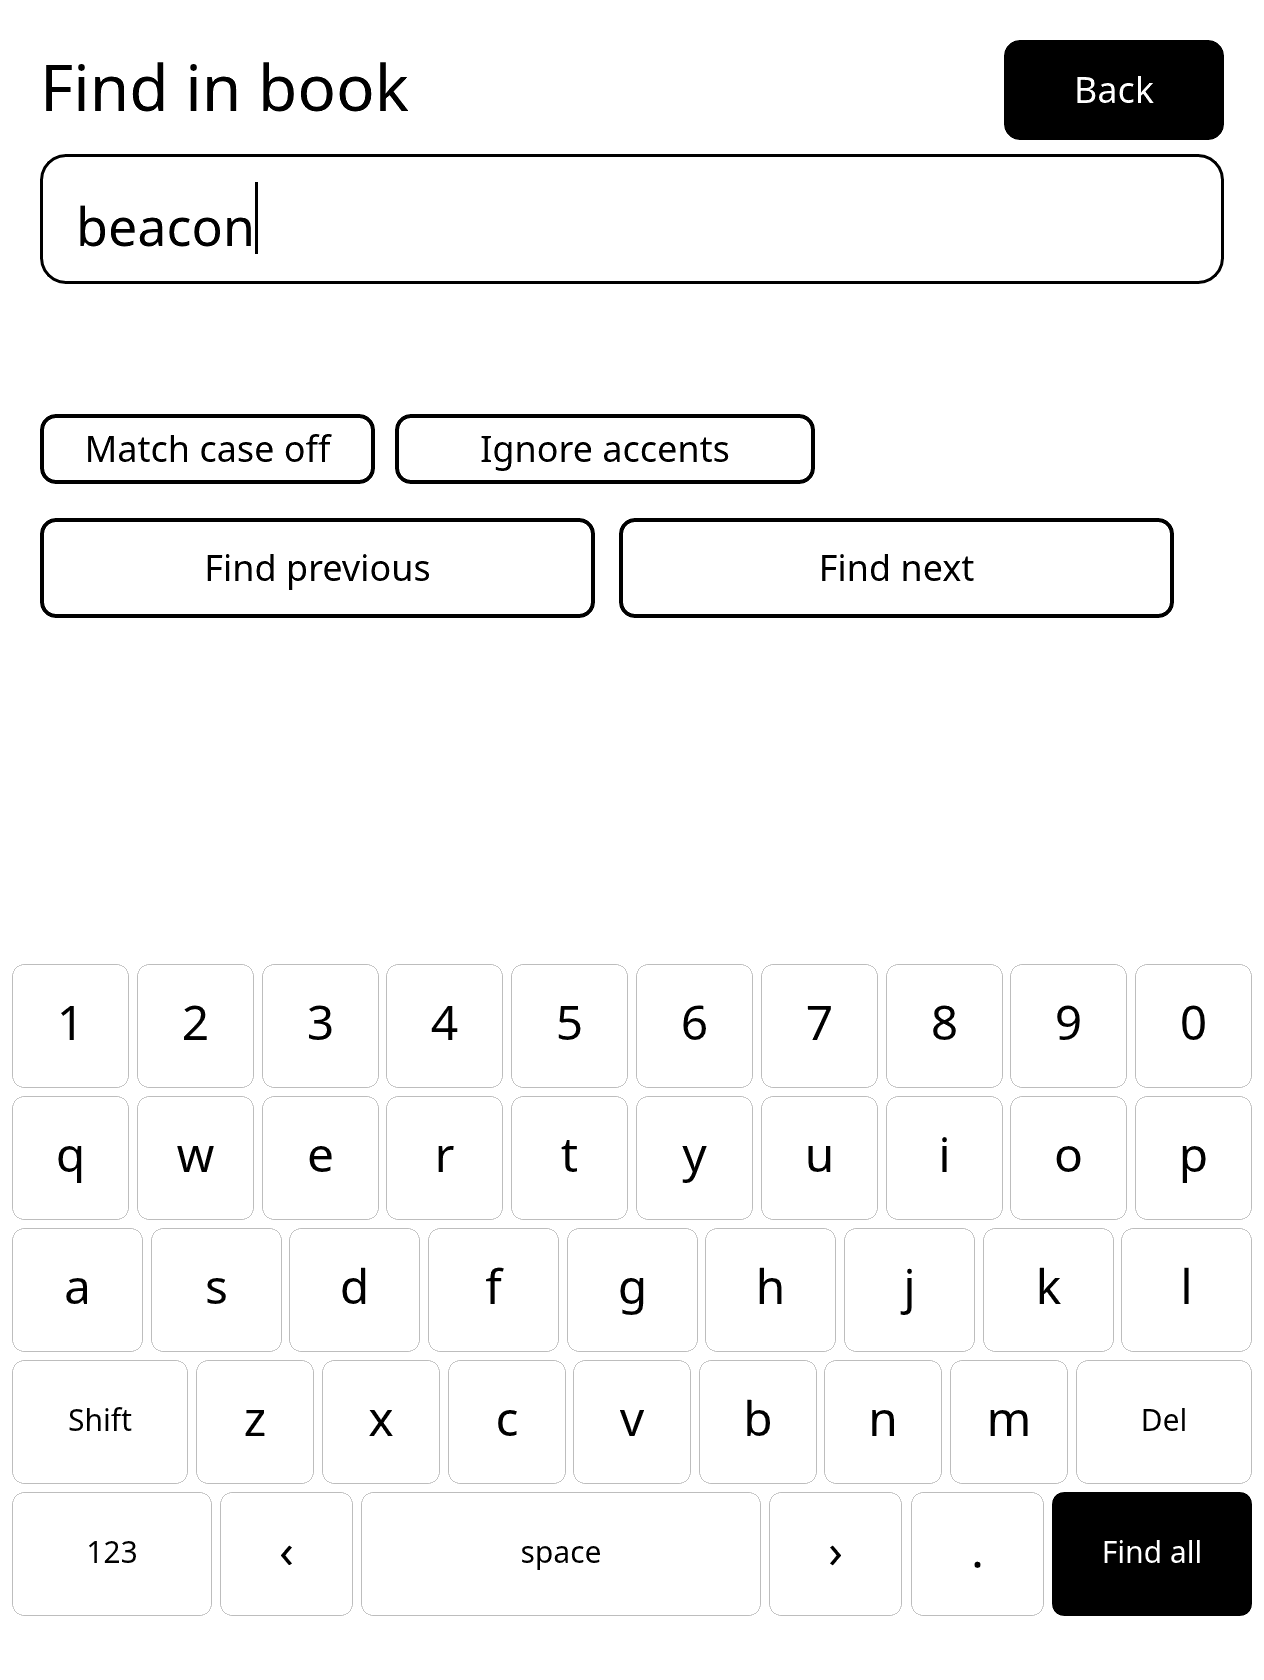 Find in book Back
beacon
Match case off Ignore accents
Find previous Find next
1 2 3 4 5 6 7 8 9 0
q w e r t y u i o p
a s d f g h j k l
Shift z x c v b n m Del
123 ‹ space › . Find all